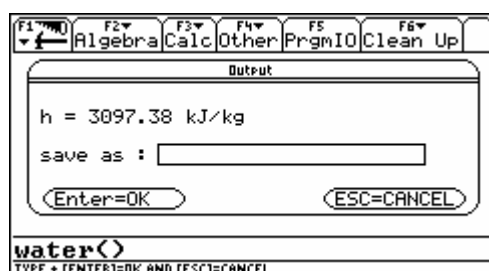 F1 F2 F3 F4 F5 F6
Algebra Calc Other PrgmIO Clean Up
Output
h = 3097.38 kJ/kg
save as :
Enter=OK ESC=CANCEL
water()
TYPE + [ENTER]=OK AND [ESC]=CANCEL